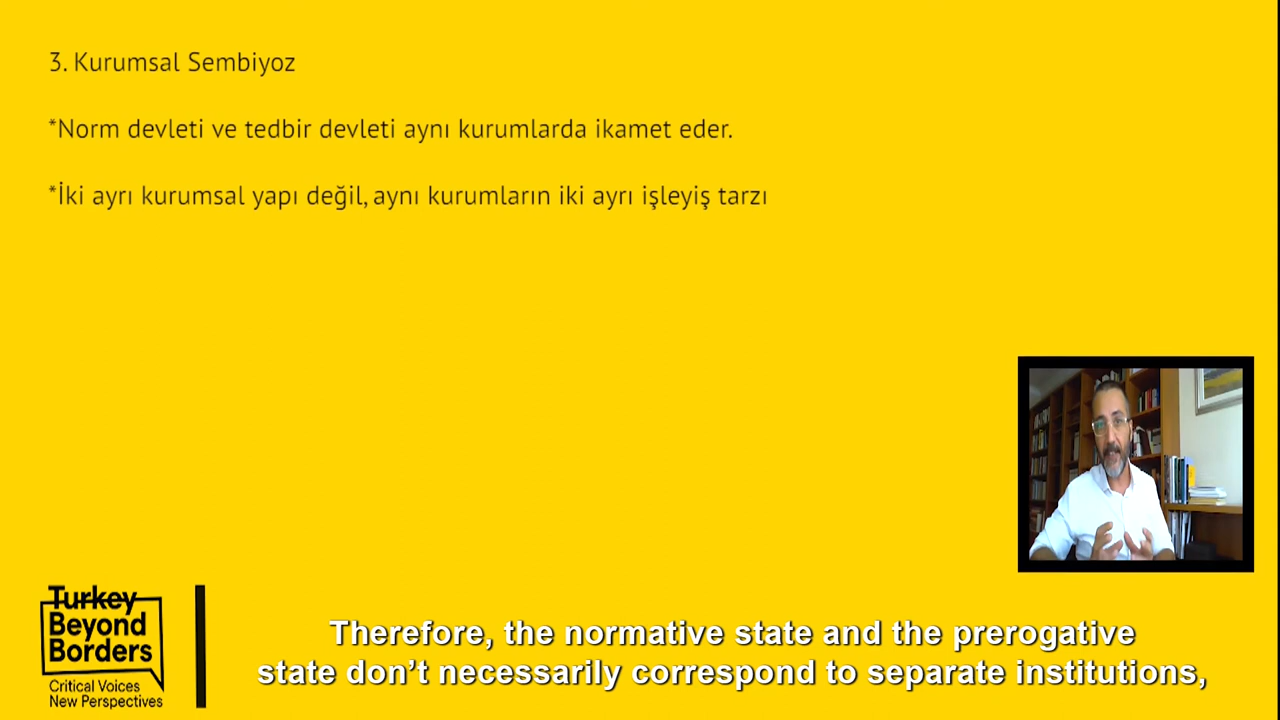 3. Kurumsal Sembiyoz
*Norm devleti ve tedbir devleti aynı kurumlarda ikamet eder.
*İki ayrı kurumsal yapı değil, aynı kurumların iki ayrı işleyiş tarzı
Turkey
Beyond
Borders
Critical Voices
New Perspectives
Therefore, the normative state and the prerogative
state don’t necessarily correspond to separate institutions,